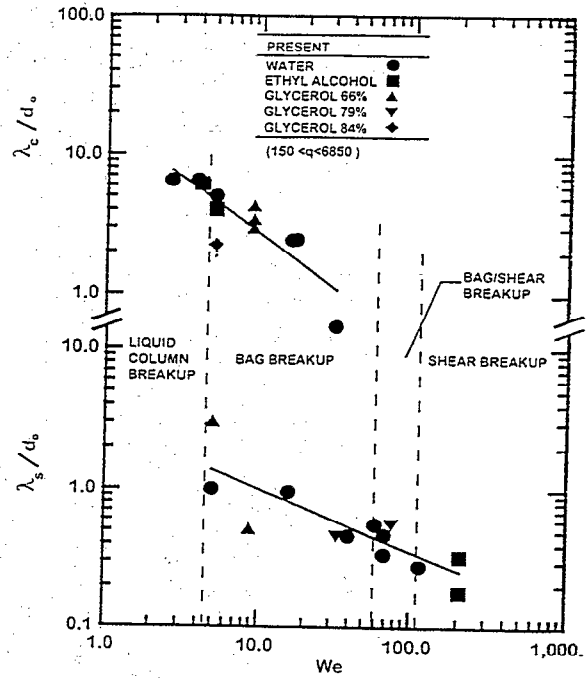 100.0
PRESENT
WATER
ETHYL ALCOHOL
GLYCEROL 66%
GLYCEROL 79%
GLYCEROL 84%
(150 <q<6850 )
λc/do
10.0
1.0
BAG/SHEAR
BREAKUP
LIQUID
COLUMN
BREAKUP
BAG BREAKUP
SHEAR BREAKUP
10.0
λs/do
1.0
0.1
1.0
10.0
100.0
1,000.
We